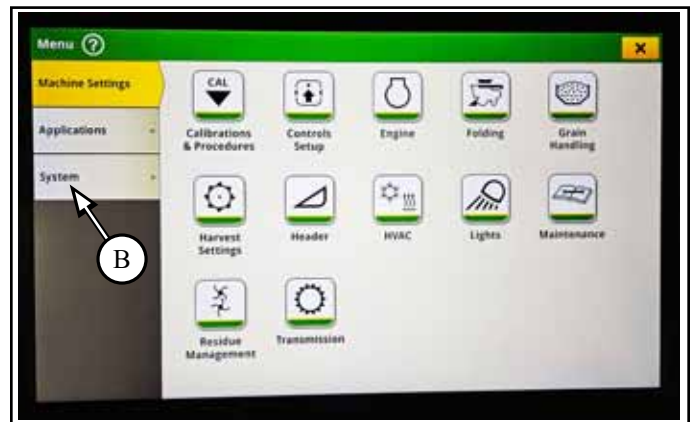 Menu ?
×
Machine Settings
Applications
System
B
CAL
Calibrations
& Procedures
Controls
Setup
Engine
Folding
Grain
Handling
Harvest
Settings
Header
HVAC
Lights
Maintenance
Residue
Management
Transmission